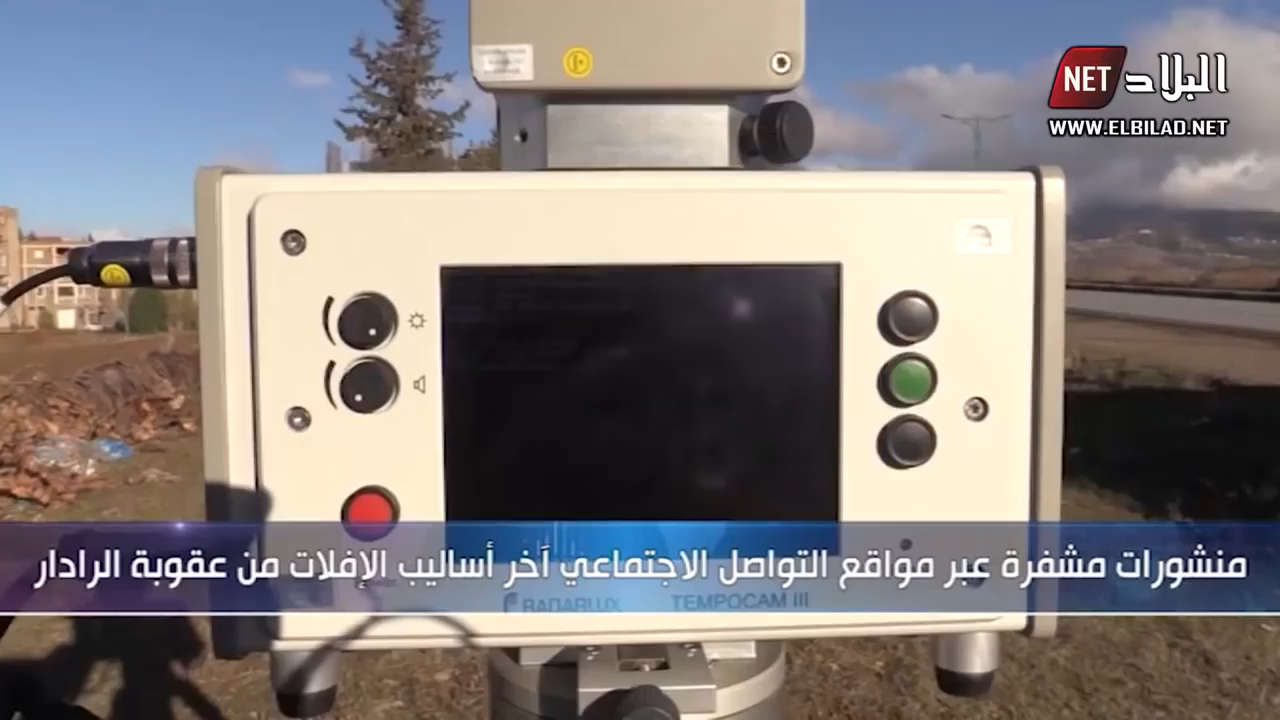 NET البلاد
WWW.ELBILAD.NET
منشورات مشفرة عبر مواقع التواصل الاجتماعي آخر أساليب الإفلات من عقوبة الرادار
RADARLUX TEMPOCAM III